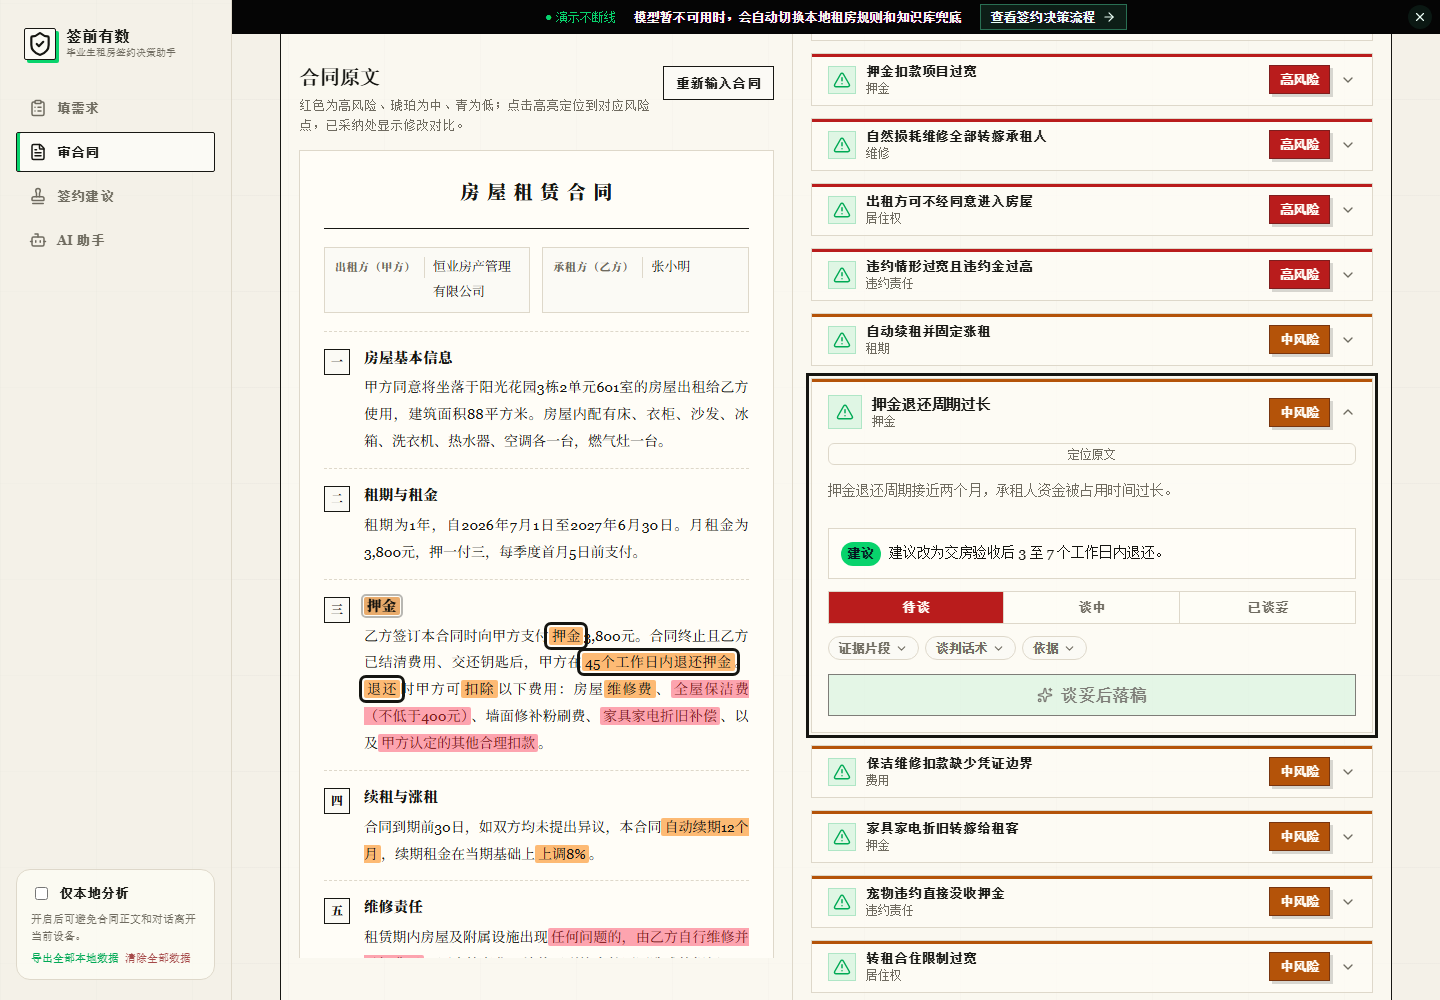 签前有数
毕业生租房签约决策助手
填需求
审合同
签约建议
AI 助手
仅本地分析
开启后可避免合同正文和对话离开
当前设备。
导出全部本地数据 清除全部数据
演示不断线 模型暂不可用时，会自动切换本地租房规则和知识库兜底 查看签约决策流程
合同原文
重新输入合同
红色为高风险、琥珀为中、青为低；点击高亮定位到对应风险
点，已采纳处显示修改对比。
房屋租赁合同
出租方（甲方） 恒业房产管理
有限公司
承租方（乙方） 张小明
一 房屋基本信息
甲方同意将坐落于阳光花园3栋2单元601室的房屋出租给乙方
使用，建筑面积88平方米。房屋内配有床、衣柜、沙发、冰
箱、洗衣机、热水器、空调各一台，燃气灶一台。
二 租期与租金
租期为1年，自2026年7月1日至2027年6月30日。月租金为
3,800元，押一付三，每季度首月5日前支付。
三 押金
乙方签订本合同时向甲方支付押金3,800元。合同终止且乙方
已结清费用、交还钥匙后，甲方在45个工作日内退还押金。
退还时甲方可扣除以下费用：房屋维修费、全屋保洁费
（不低于400元）、墙面修补粉刷费、家具家电折旧补偿、以
及甲方认定的其他合理扣款。
四 续租与涨租
合同到期前30日，如双方均未提出异议，本合同自动续期12个
月，续期租金在当期基础上上调8%。
五 维修责任
租赁期内房屋及附属设施出现任何问题的，由乙方自行维修并
押金扣款项目过宽
押金
高风险
自然损耗维修全部转嫁承租人
维修
高风险
出租方可不经同意进入房屋
居住权
高风险
违约情形过宽且违约金过高
违约责任
高风险
自动续租并固定涨租
租期
中风险
押金退还周期过长
押金
中风险
定位原文
押金退还周期接近两个月，承租人资金被占用时间过长。
建议 建议改为交房验收后 3 至 7 个工作日内退还。
待谈 谈中 已谈妥
证据片段 谈判话术 依据
谈妥后落稿
保洁维修扣款缺少凭证边界
费用
中风险
家具家电折旧转嫁给租客
押金
中风险
宠物违约直接没收押金
违约责任
中风险
转租合住限制过宽
居住权
中风险